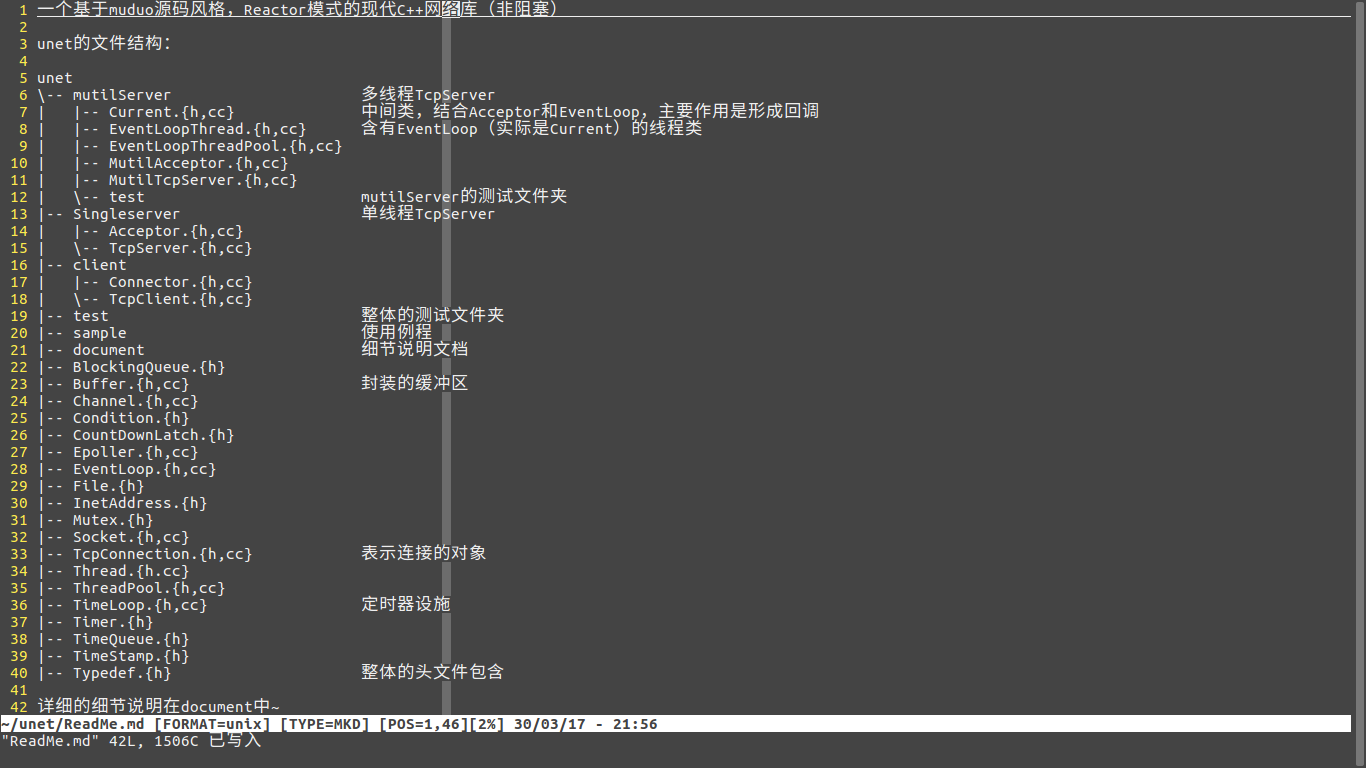 1 一个基于muduo源码风格，Reactor模式的现代C++网络库（非阻塞）
2
3 unet的文件结构：
4
5 unet
6 \-- mutilServer                     多线程TcpServer
7 |   |-- Current.{h,cc}              中间类，结合Acceptor和EventLoop，主要作用是形成回调
8 |   |-- EventLoopThread.{h,cc}      含有EventLoop（实际是Current）的线程类
9 |   |-- EventLoopThreadPool.{h,cc}
10 |   |-- MutilAcceptor.{h,cc}
11 |   |-- MutilTcpServer.{h,cc}
12 |   \-- test                        mutilServer的测试文件夹
13 |-- Singleserver                    单线程TcpServer
14 |   |-- Acceptor.{h,cc}
15 |   \-- TcpServer.{h,cc}
16 |-- client
17 |   |-- Connector.{h,cc}
18 |   \-- TcpClient.{h,cc}
19 |-- test                            整体的测试文件夹
20 |-- sample                          使用例程
21 |-- document                        细节说明文档
22 |-- BlockingQueue.{h}
23 |-- Buffer.{h,cc}                   封装的缓冲区
24 |-- Channel.{h,cc}
25 |-- Condition.{h}
26 |-- CountDownLatch.{h}
27 |-- Epoller.{h,cc}
28 |-- EventLoop.{h,cc}
29 |-- File.{h}
30 |-- InetAddress.{h}
31 |-- Mutex.{h}
32 |-- Socket.{h,cc}
33 |-- TcpConnection.{h,cc}            表示连接的对象
34 |-- Thread.{h.cc}
35 |-- ThreadPool.{h,cc}
36 |-- TimeLoop.{h,cc}                 定时器设施
37 |-- Timer.{h}
38 |-- TimeQueue.{h}
39 |-- TimeStamp.{h}
40 |-- Typedef.{h}                     整体的头文件包含
41
42 详细的细节说明在document中~
~/unet/ReadMe.md [FORMAT=unix] [TYPE=MKD] [POS=1,46][2%] 30/03/17 - 21:56
"ReadMe.md" 42L, 1506C 已写入